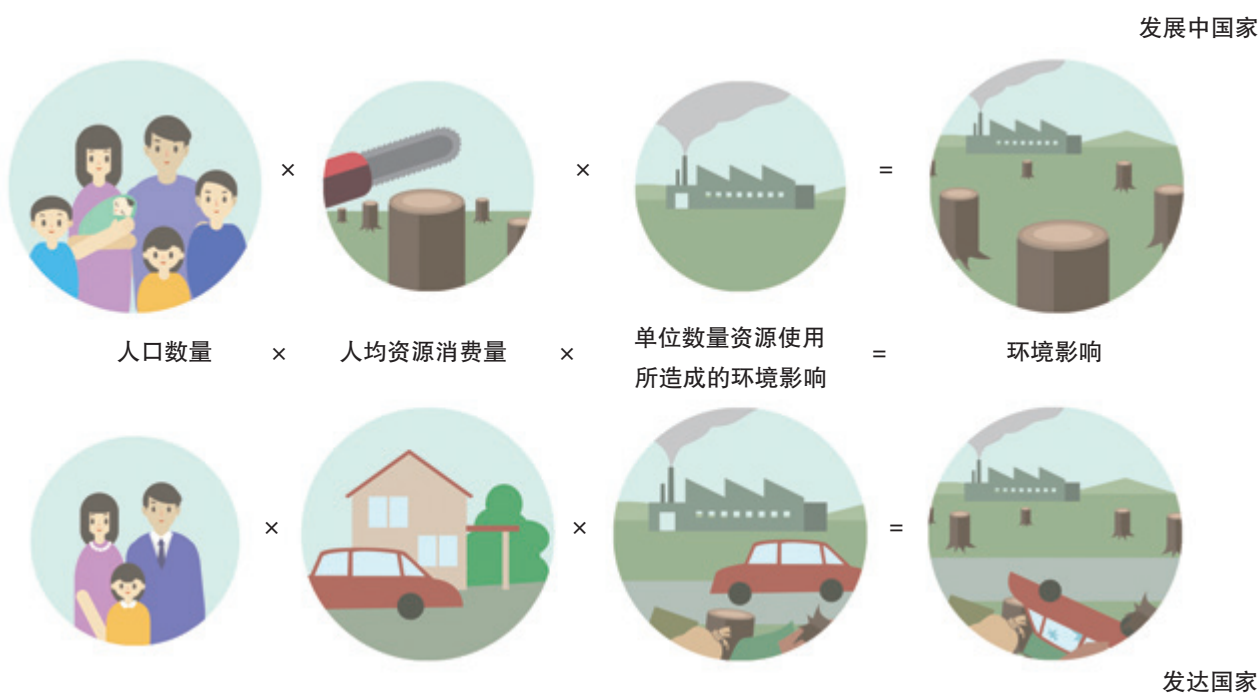 发展中国家
× × =
人口数量 × 人均资源消费量 × 单位数量资源使用 = 环境影响
所造成的环境影响
× × =
发达国家